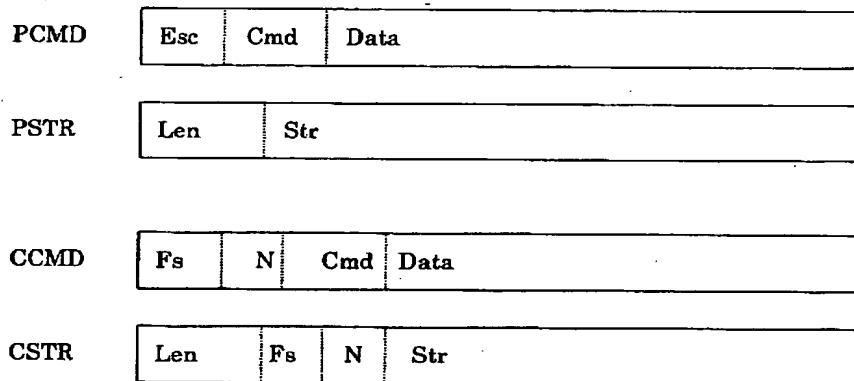 PCMD Esc Cmd Data
PSTR Len Str
CCMD Fs N Cmd Data
CSTR Len Fs N Str